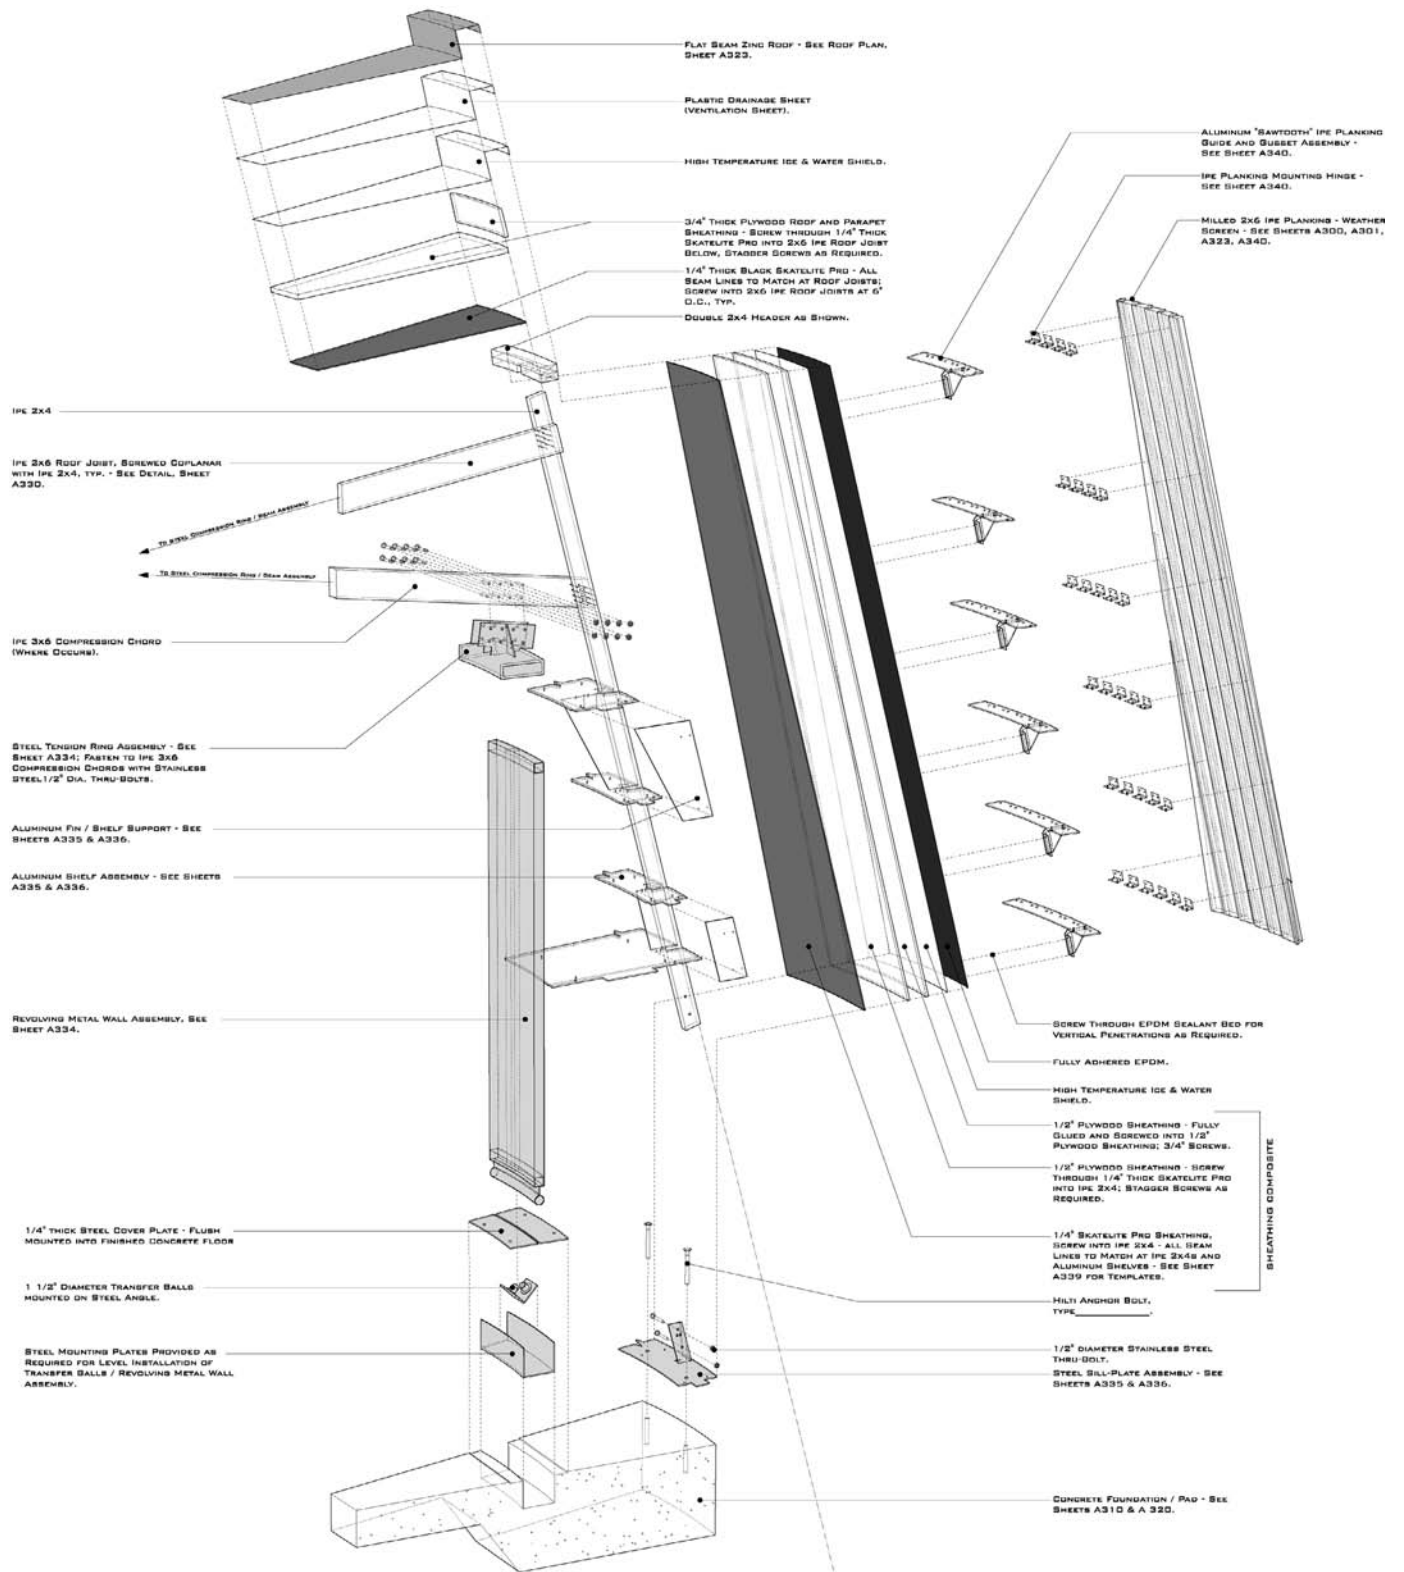 Flat Seam Zinc Roof - See Roof Plan,
Sheet A323.
Plastic Drainage Sheet
(Ventilation Sheet).
High Temperature Ice & Water Shield.
3/4" Thick Plywood Roof and Parapet
Sheathing - Screw through 1/4" Thick
Skatelite Pro into 2x6 Ipe Roof Joist
Below, Stagger Screws as Required.
1/4" Thick Black Skatelite Pro - All
Seam Lines to Match at Roof Joists;
Screw into 2x6 Ipe Roof Joists at 6"
O.C., Typ.
Double 2x4 Header as Shown.
Aluminum "Sawtooth" Ipe Planking
Guide and Gusset Assembly -
See Sheet A340.
Ipe Planking Mounting Hinge -
See Sheet A340.
Milled 2x6 Ipe Planking - Weather
Screen - See Sheets A300, A301,
A323, A340.
Ipe 2x4
Ipe 2x6 Roof Joist, Screwed Coplanar
with Ipe 2x4, typ. - See Detail, Sheet
A330.
To Steel Compression Ring / Beam Assembly
To Steel Compression Ring / Beam Assembly
Ipe 3x6 Compression Chord
(Where Occurs).
Steel Tension Ring Assembly - See
Sheet A334; Fasten to Ipe 3x6
Compression Chords with Stainless
Steel 1/2" Dia. Thru-Bolts.
Aluminum Fin / Shelf Support - See
Sheets A335 & A336.
Aluminum Shelf Assembly - See Sheets
A335 & A336.
Revolving Metal Wall Assembly, See
Sheet A334.
1/4" thick Steel Cover Plate - Flush
Mounted into Finished Concrete Floor
1 1/2" Diameter Transfer Balls
mounted on Steel Angle.
Steel Mounting Plates Provided as
Required for Level Installation of
Transfer Balls / Revolving Metal Wall
Assembly.
Screw Through EPDM Sealant Bed for
Vertical Penetrations as Required.
Fully Adhered EPDM.
High Temperature Ice & Water
Shield.
1/2" Plywood Sheathing - Fully
Glued and Screwed into 1/2"
Plywood Sheathing; 3/4" Screws.
1/2" Plywood Sheathing - Screw
Through 1/4" Thick Skatelite Pro
into Ipe 2x4; Stagger Screws as
Required.
1/4" Skatelite Pro Sheathing,
Screw into Ipe 2x4 - All Seam
Lines to Match at Ipe 2x4s and
Aluminum Shelves - See Sheet
A339 for Templates.
Sheathing Composite
Hilti Anchor Bolt,
type____________.
1/2" diameter Stainless Steel
Thru-Bolt.
Steel Sill-Plate Assembly - See
Sheets A335 & A336.
Concrete Foundation / Pad - See
Sheets A310 & A 320.